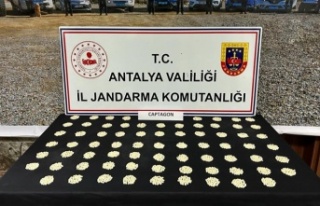 T.C.
ANTALYA VALİLİĞİ
İL JANDARMA KOMUTANLIĞI
CAPTAGON